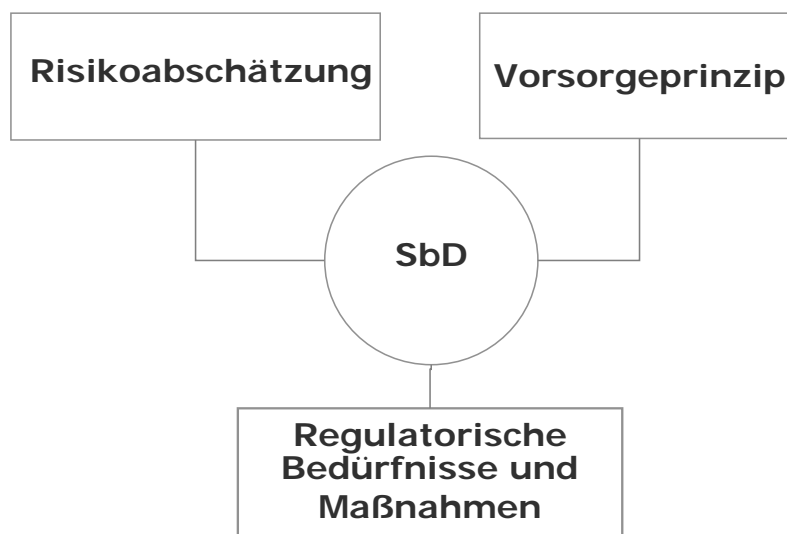 Risikoabschätzung
Vorsorgeprinzip
SbD
Regulatorische
Bedürfnisse und
Maßnahmen